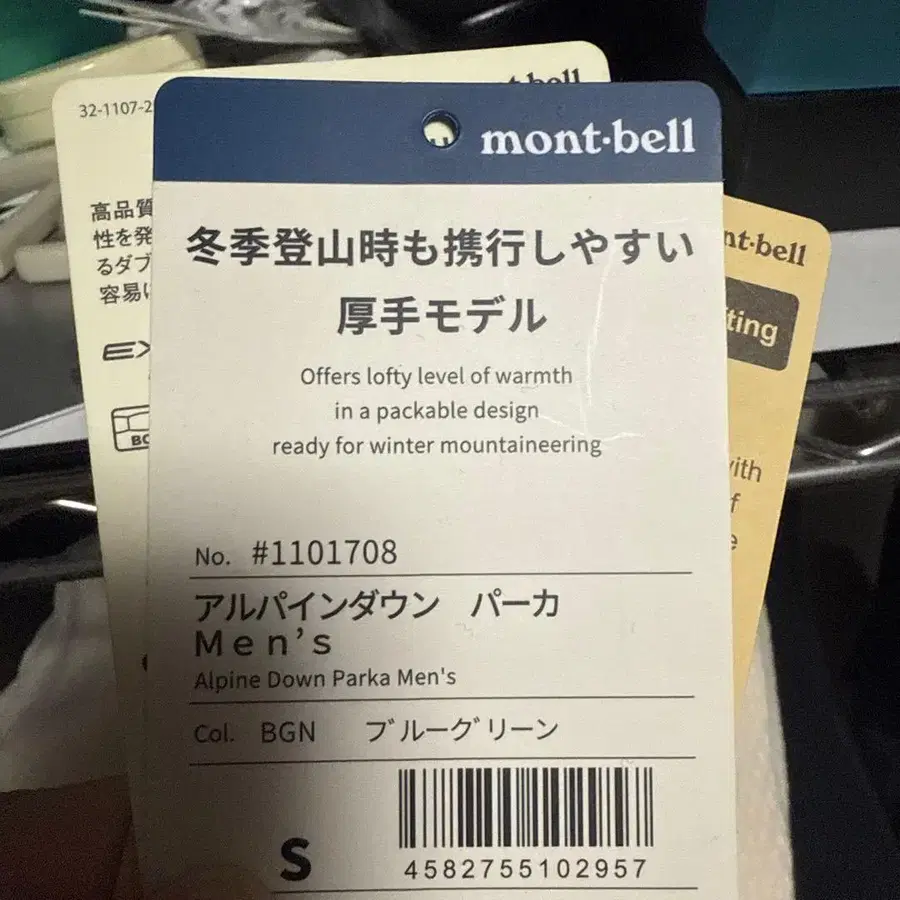 mont·bell
冬季登山時も携行しやすい
厚手モデル
Offers lofty level of warmth
in a packable design
ready for winter mountaineering
No. #1101708
アルパインダウン パーカ
Men's
Alpine Down Parka Men's
Col. BGN ブルーグリーン
S
4582755102957
32-1107-2
高品質
性を発
るダブ
容易に
nt·bell
ting
with